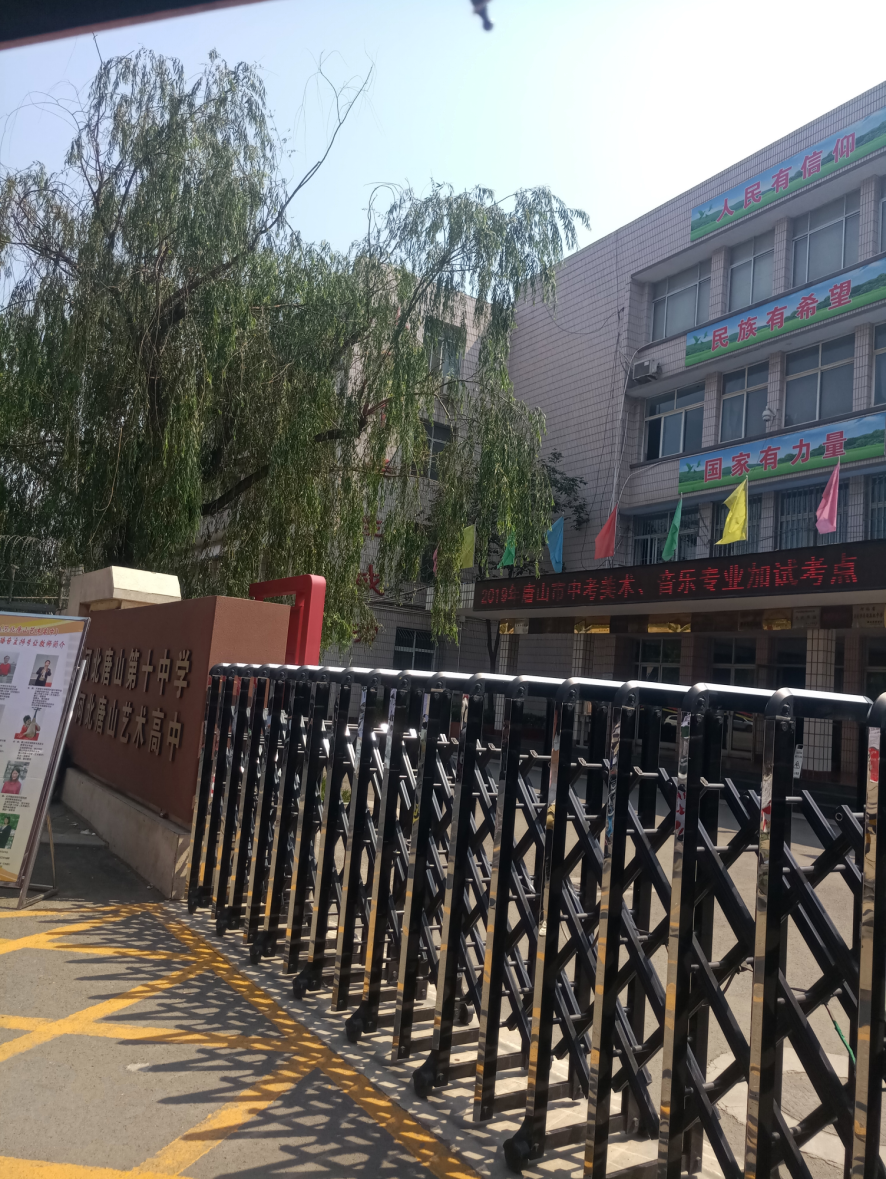 人民有信仰
民族有希望
国家有力量
2019年唐山市中考美术、音乐专业加试考点
河北唐山第十中学
河北唐山艺术高中